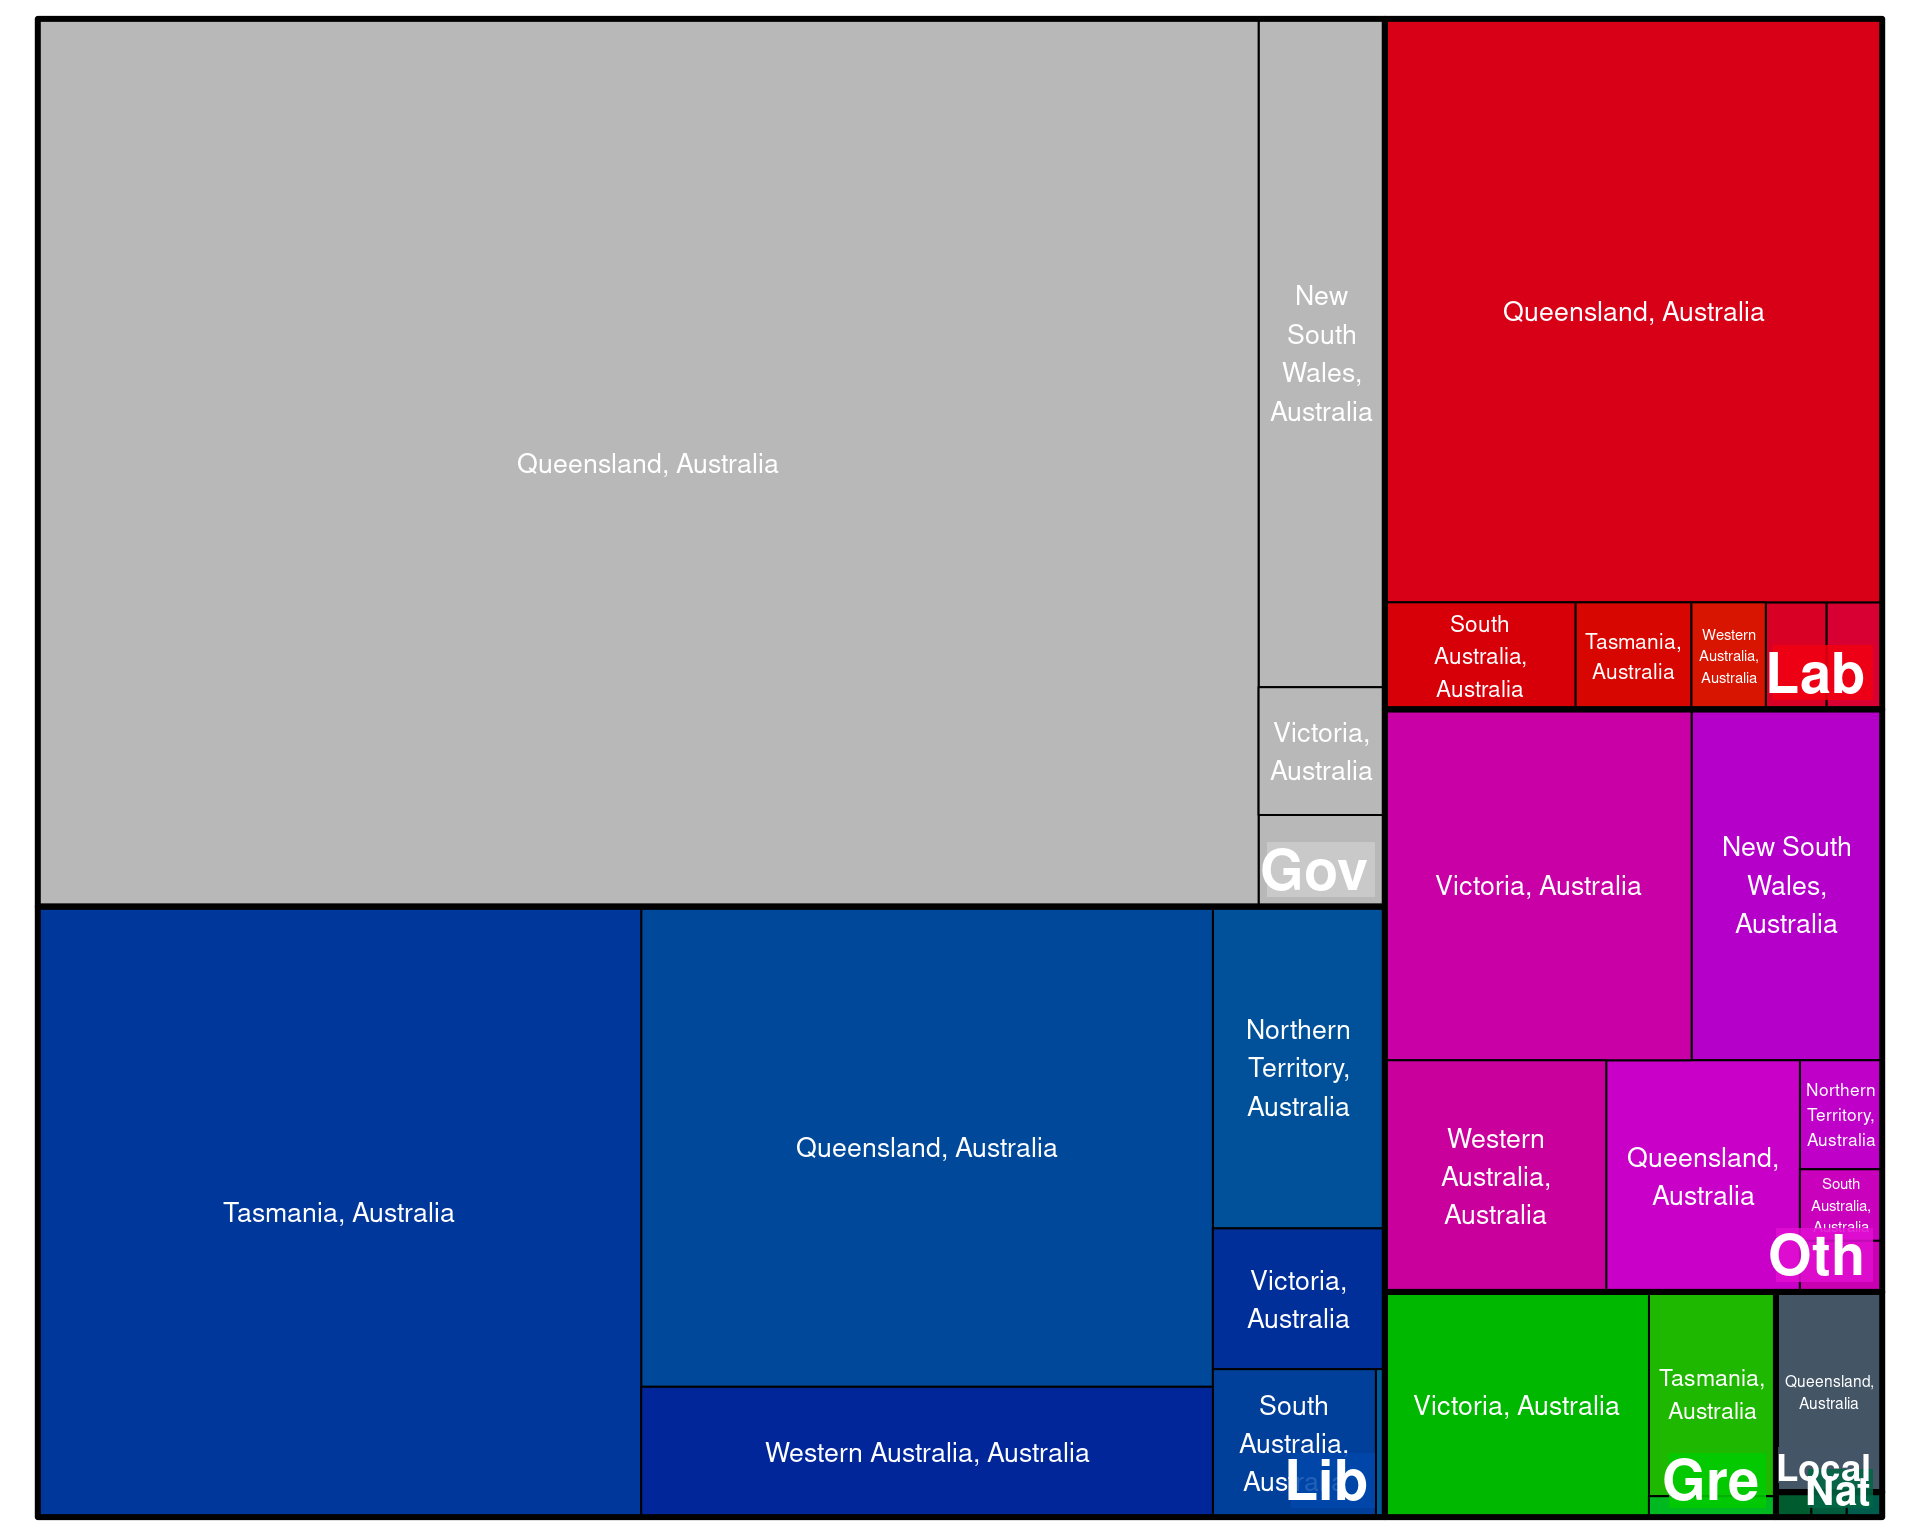 Queensland, Australia
New
South
Wales,
Australia
Victoria,
Australia
Gov
Queensland, Australia
South
Australia,
Australia
Tasmania,
Australia
Western
Australia,
Australia
Lab
Victoria, Australia
New South
Wales,
Australia
Western
Australia,
Australia
Queensland,
Australia
Northern
Territory,
Australia
South
Australia,
Australia
Oth
Tasmania, Australia
Queensland, Australia
Western Australia, Australia
Northern
Territory,
Australia
Victoria,
Australia
South
Australia,
Australia
Lib
Victoria, Australia
Tasmania,
Australia
Gre
Queensland,
Australia
Local
Nat